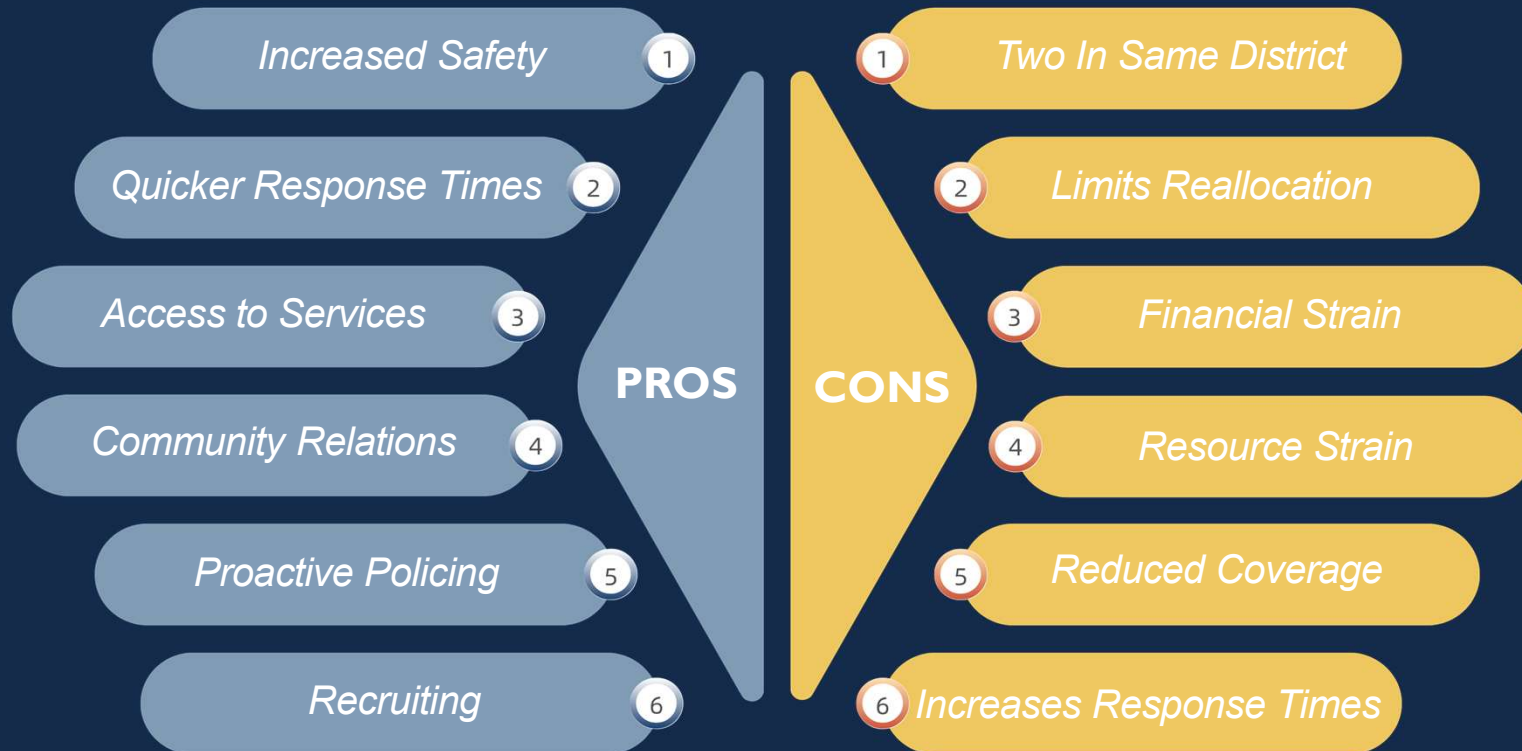 Increased Safety
1
Quicker Response Times
2
Access to Services
3
Community Relations
4
Proactive Policing
5
Recruiting
6
PROS
CONS
1
Two In Same District
2
Limits Reallocation
3
Financial Strain
4
Resource Strain
5
Reduced Coverage
6
Increases Response Times